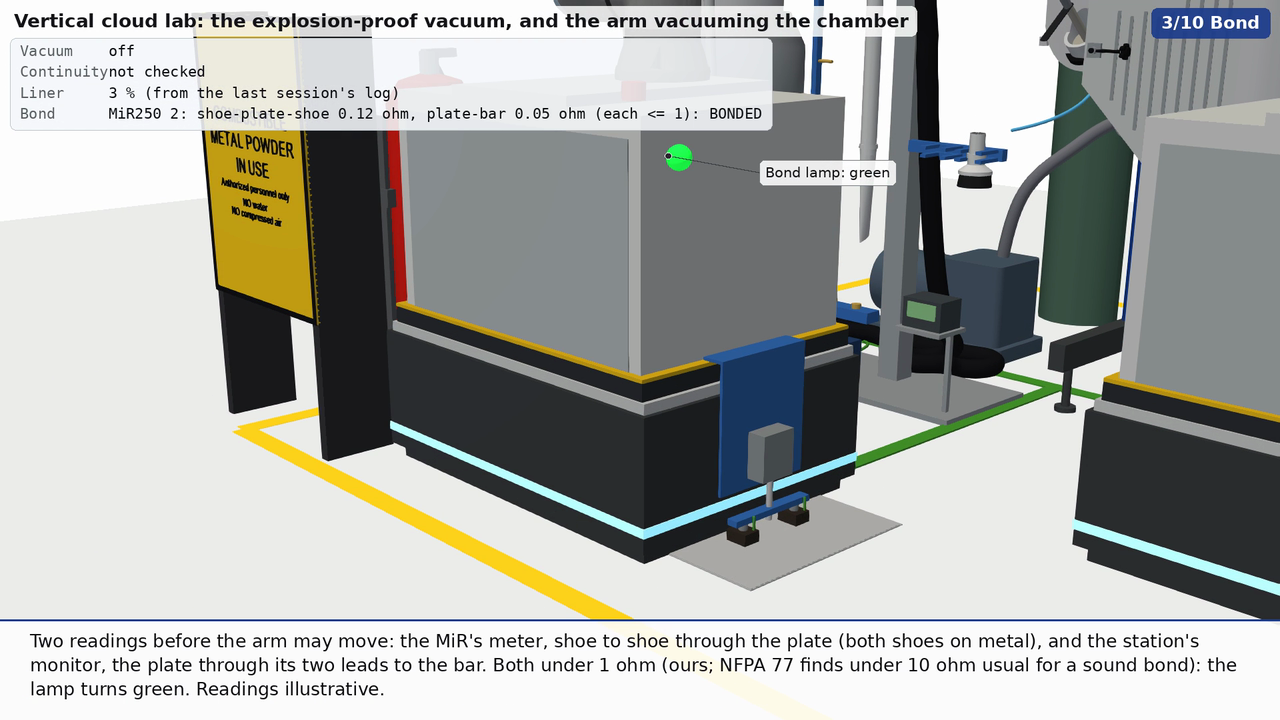 Vertical cloud lab: the explosion-proof vacuum, and the arm vacuuming the chamber
3/10 Bond
Vacuum off
Continuity not checked
Liner 3 % (from the last session's log)
Bond MiR250 2: shoe-plate-shoe 0.12 ohm, plate-bar 0.05 ohm (each <= 1): BONDED
METAL POWDER
IN USE
Authorized personnel only
NO water
NO compressed air
Bond lamp: green
Two readings before the arm may move: the MiR's meter, shoe to shoe through the plate (both shoes on metal), and the station's
monitor, the plate through its two leads to the bar. Both under 1 ohm (ours; NFPA 77 finds under 10 ohm usual for a sound bond): the
lamp turns green. Readings illustrative.